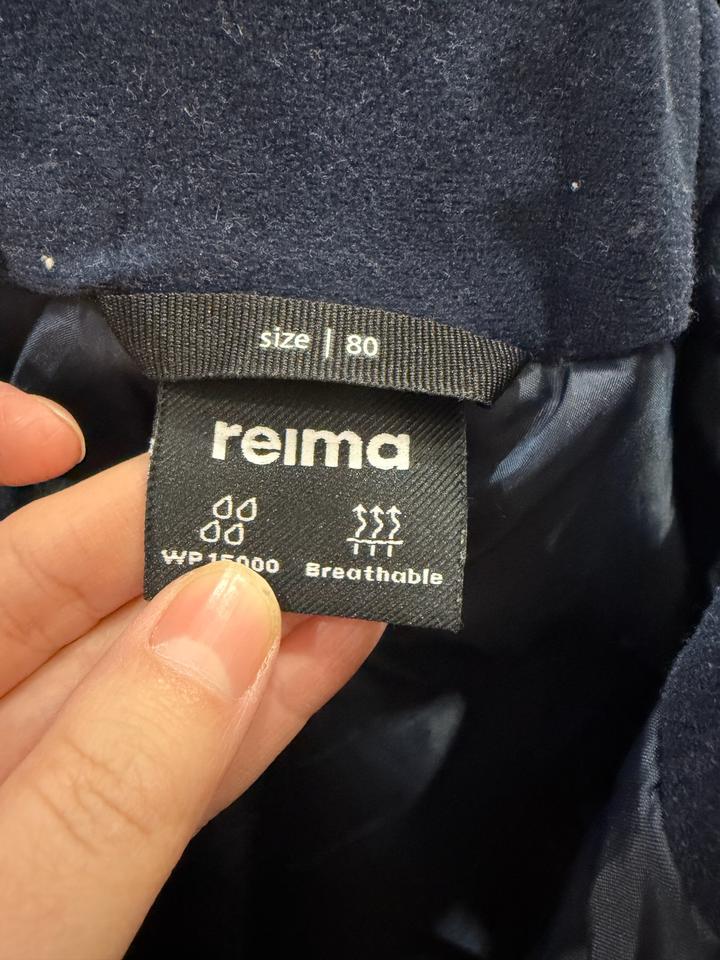 size | 80
reima
WP 15000 Breathable